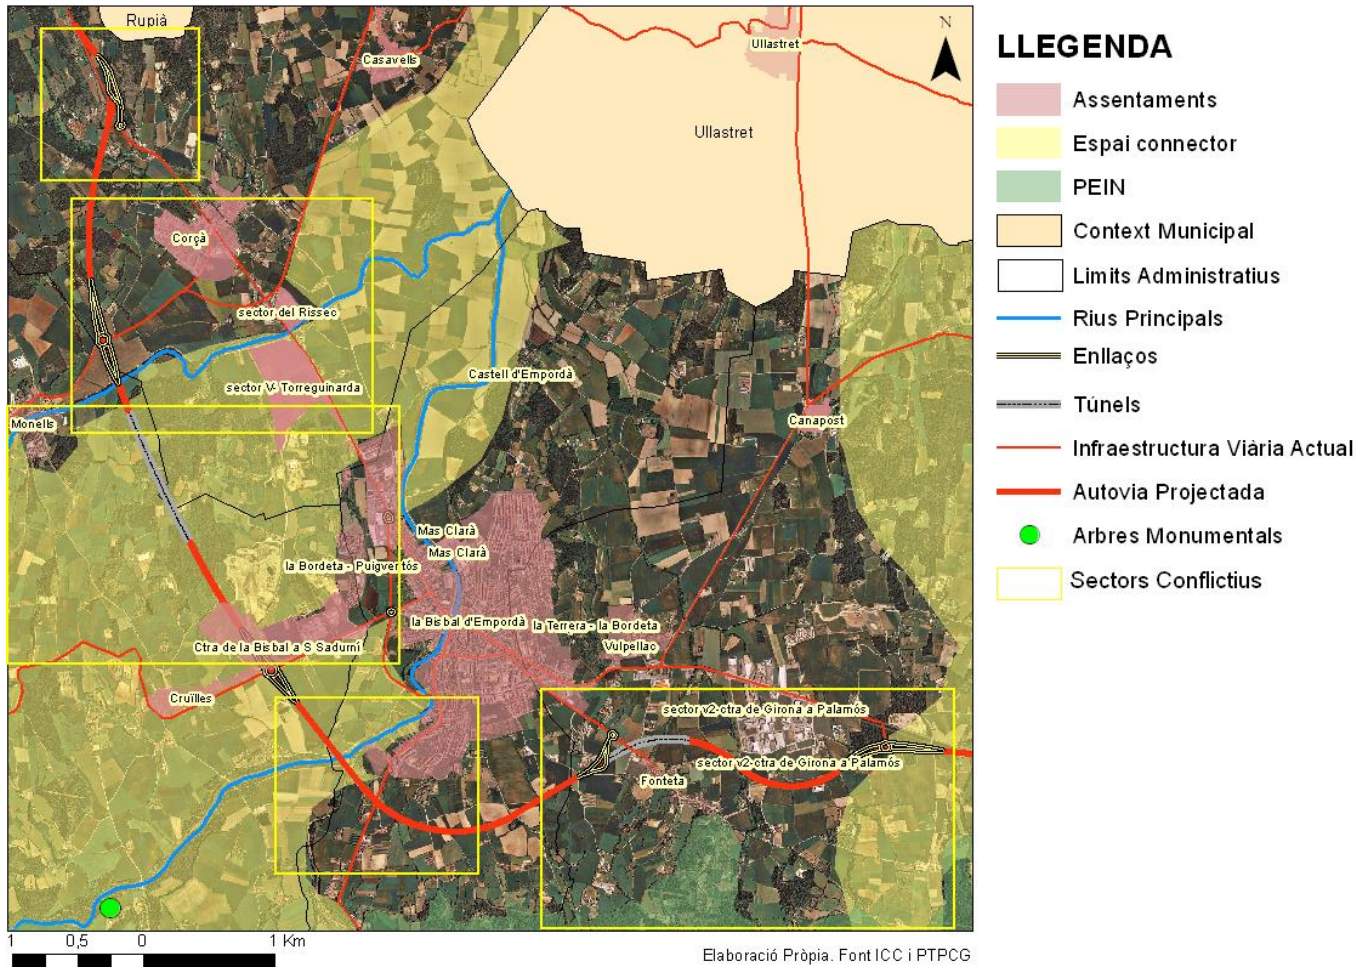 Rupià
Casavells
Ullastret
N
Ullastret
Corçà
sector del Rissec
sector V- Torreguinarda
Castell d'Empordà
Monells
Canapost
Mas Clarà
Mas Clarà
la Bordeta - Puigventós
la Bisbal d'Empordà
la Terrera - la Bordeta
Vulpellac
Ctra de la Bisbal a S Sadurní
Cruïlles
sector v2-ctra de Girona a Palamós
sector v2-ctra de Girona a Palamós
Fonteta
1 0,5 0 1 Km
Elaboració Pròpia. Font ICC i PTPCG
LLEGENDA
Assentaments
Espai connector
PEIN
Context Municipal
Limits Administratius
Rius Principals
Enllaços
Túnels
Infraestructura Viària Actual
Autovia Projectada
Arbres Monumentals
Sectors Conflictius